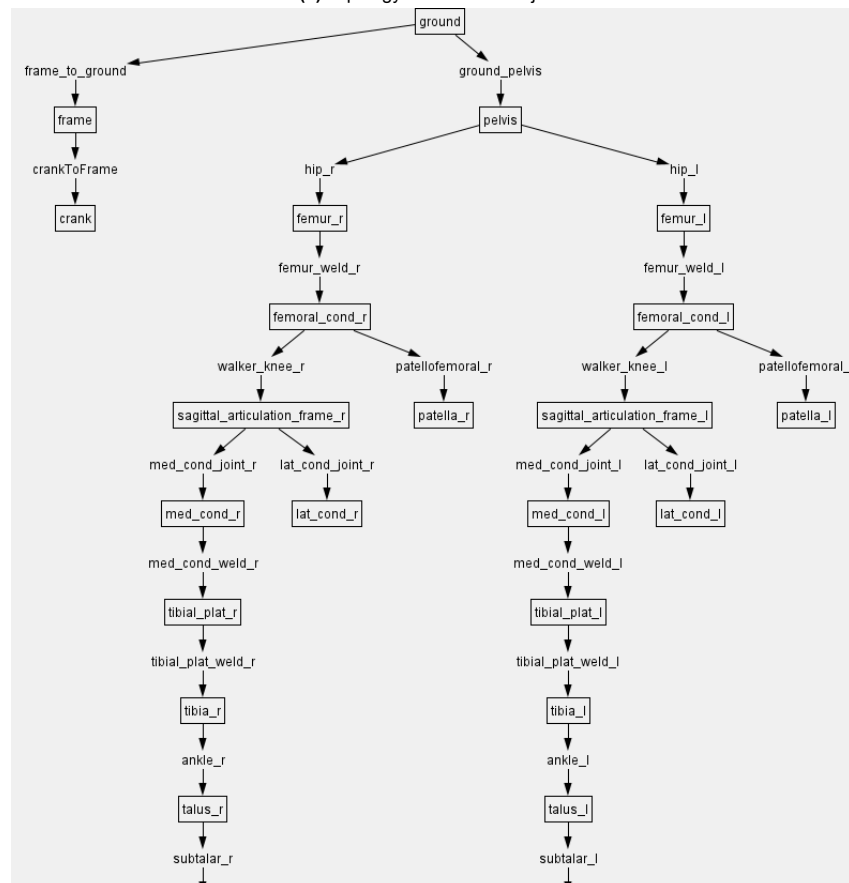 ground
frame_to_ground ground_pelvis
frame pelvis
crankToFrame hip_r hip_l
crank femur_r femur_l
femur_weld_r femur_weld_l
femoral_cond_r femoral_cond_l
walker_knee_r patellofemoral_r walker_knee_l patellofemoral_
sagittal_articulation_frame_r patella_r sagittal_articulation_frame_l patella_l
med_cond_joint_r lat_cond_joint_r med_cond_joint_l lat_cond_joint_l
med_cond_r lat_cond_r med_cond_l lat_cond_l
med_cond_weld_r med_cond_weld_l
tibial_plat_r tibial_plat_l
tibial_plat_weld_r tibial_plat_weld_l
tibia_r tibia_l
ankle_r ankle_l
talus_r talus_l
subtalar_r subtalar_l